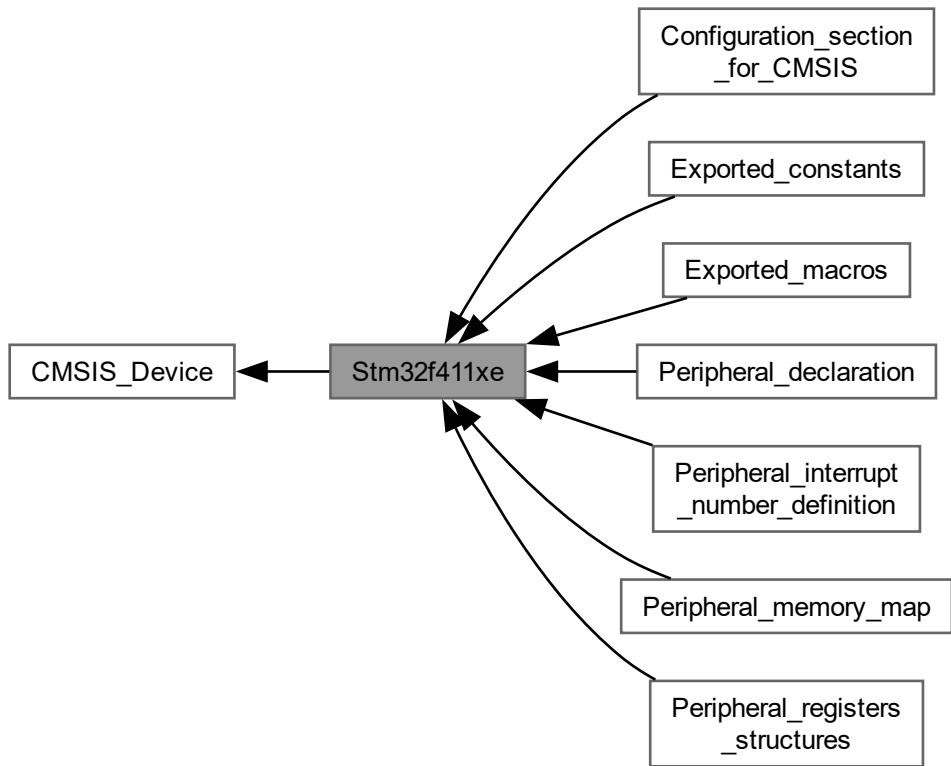 Configuration_section
_for_CMSIS
Exported_constants
Exported_macros
CMSIS_Device
Stm32f411xe
Peripheral_declaration
Peripheral_interrupt
_number_definition
Peripheral_memory_map
Peripheral_registers
_structures